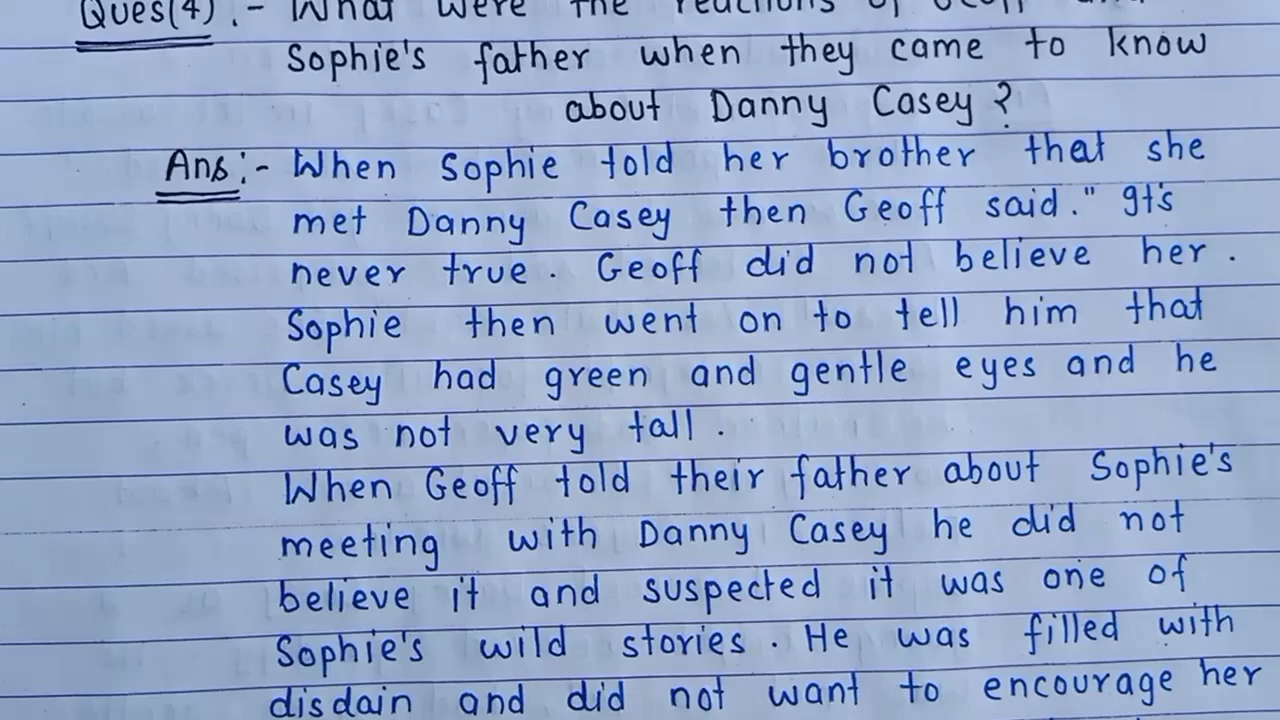 Ques(4) :- What were the reactions of Geoff and
Sophie's father when they came to know
about Danny Casey ?
Ans :- When Sophie told her brother that she
met Danny Casey then Geoff said. " It's
never true. Geoff did not believe her .
Sophie then went on to tell him that
Casey had green and gentle eyes and he
was not very tall .
When Geoff told their father about Sophie's
meeting with Danny Casey he did not
believe it and suspected it was one of
Sophie's wild stories . He was filled with
disdain and did not want to encourage her